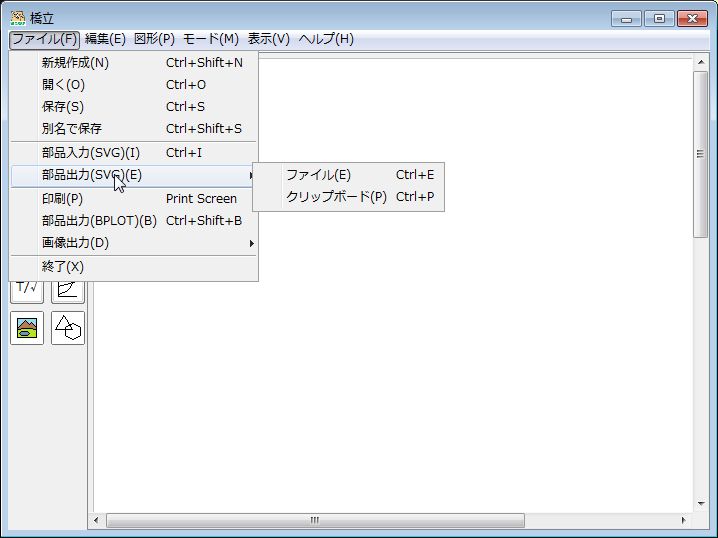 橋立
ファイル(F) 編集(E) 図形(P) モード(M) 表示(V) ヘルプ(H)
新規作成(N) Ctrl+Shift+N
開く(O) Ctrl+O
保存(S) Ctrl+S
別名で保存 Ctrl+Shift+S
部品入力(SVG)(I) Ctrl+I
部品出力(SVG)(E)
ファイル(E) Ctrl+E
クリップボード(P) Ctrl+P
印刷(P) Print Screen
部品出力(BPLOT)(B) Ctrl+Shift+B
画像出力(D)
終了(X)
T/√